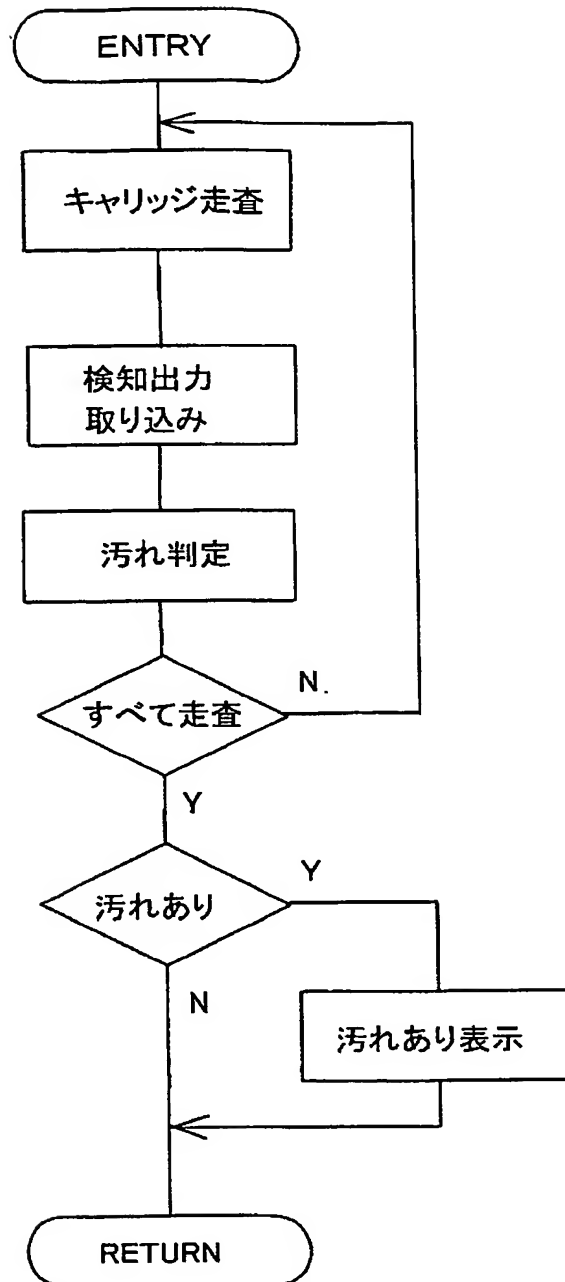 ENTRY
キャリッジ走査
検知出力
取り込み
汚れ判定
すべて走査
N.
Y
汚れあり
Y
N
汚れあり表示
RETURN